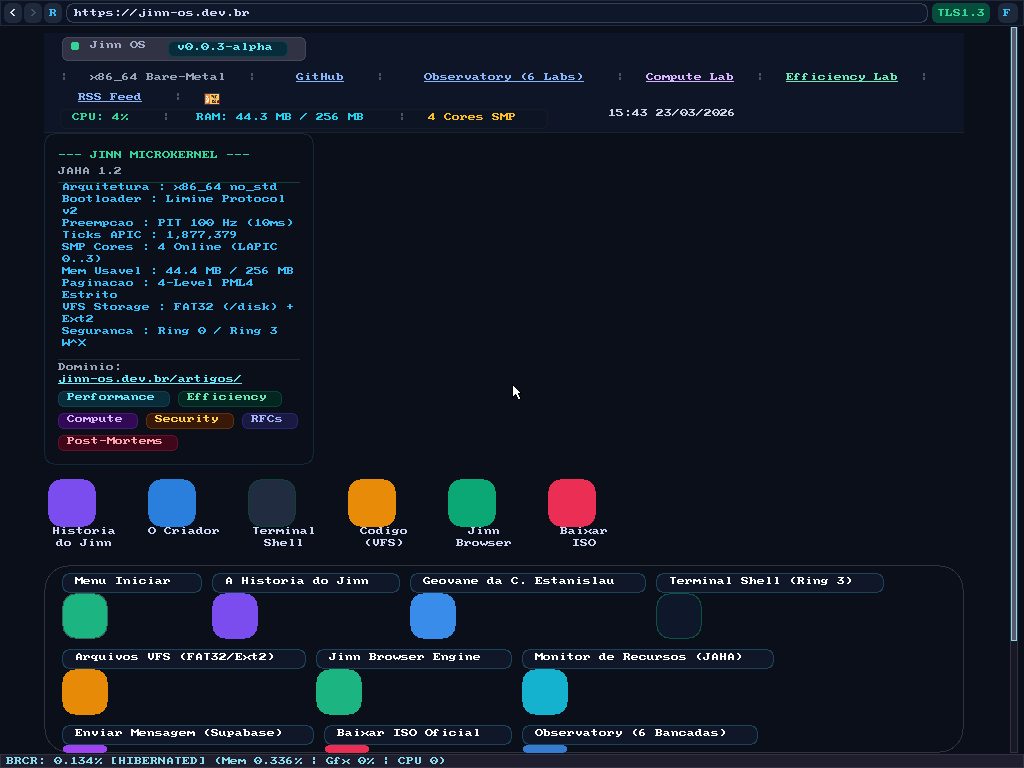 < > R https://jinn-os.dev.br TLS1.3 F
Jinn OS v0.0.3-alpha
¦ x86_64 Bare-Metal ¦ GitHub ¦ Observatory (6 Labs) ¦ Compute Lab ¦ Efficiency Lab ¦
RSS Feed ¦
CPU: 4% ¦ RAM: 44.3 MB / 256 MB ¦ 4 Cores SMP 15:43 23/03/2026
--- JINN MICROKERNEL ---
JAHA 1.2
Arquitetura : x86_64 no_std
Bootloader : Limine Protocol
v2
Preempcao : PIT 100 Hz (10ms)
Ticks APIC : 1,877,379
SMP Cores : 4 Online (LAPIC
0..3)
Mem Usavel : 44.4 MB / 256 MB
Paginacao : 4-Level PML4
Estrito
VFS Storage : FAT32 (/disk) +
Ext2
Seguranca : Ring 0 / Ring 3
W^X
Dominio:
jinn-os.dev.br/artigos/
Performance Efficiency
Compute Security RFCs
Post-Mortems
Historia
do Jinn
O Criador
Terminal
Shell
Codigo
(VFS)
Jinn
Browser
Baixar
ISO
Menu Iniciar A Historia do Jinn Geovane da C. Estanislau Terminal Shell (Ring 3)
Arquivos VFS (FAT32/Ext2) Jinn Browser Engine Monitor de Recursos (JAHA)
Enviar Mensagem (Supabase) Baixar ISO Oficial Observatory (6 Bancadas)
BRCR: 0.134% [HIBERNATED] (Mem 0.336% ¦ Gfx 0% ¦ CPU 0)